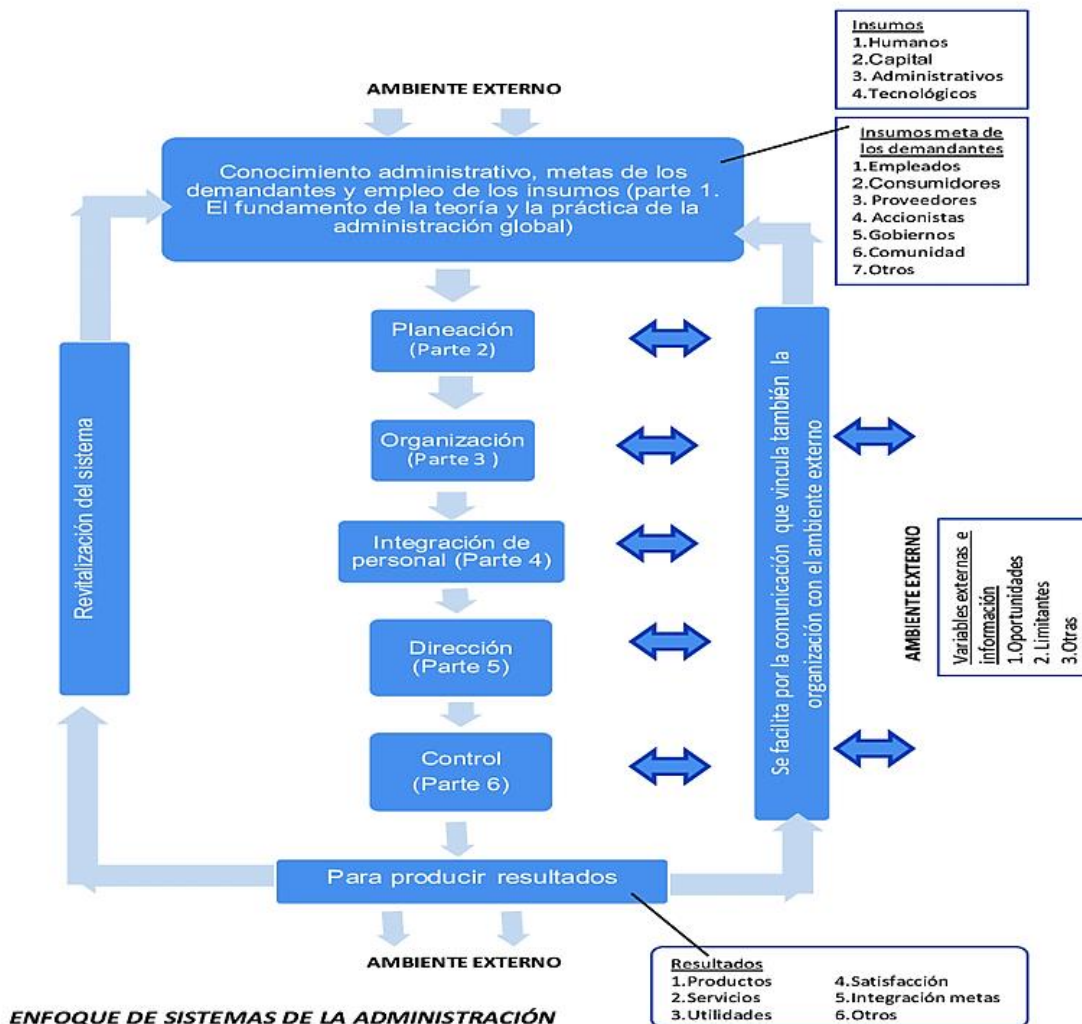 Insumos
1.Humanos
2.Capital
3. Administrativos
4.Tecnológicos
AMBIENTE EXTERNO
Insumos meta de
los demandantes
1.Empleados
2.Consumidores
3. Proveedores
4. Accionistas
5.Gobiernos
6.Comunidad
7.Otros
Conocimiento administrativo, metas de los
demandantes y empleo de los insumos (parte 1.
El fundamento de la teoría y la práctica de la
administración global)
Planeación
(Parte 2)
Organización
(Parte 3 )
Integración de
personal (Parte 4)
Dirección
(Parte 5)
Control
(Parte 6)
Revitalización del sistema
Se facilita por la comunicación que vincula también la
organización con el ambiente externo
AMBIENTE EXTERNO
Variables externas e
información
1.Oportunidades
2. Limitantes
3.Otras
Para producir resultados
AMBIENTE EXTERNO
Resultados
1.Productos 4.Satisfacción
2.Servicios 5.Integración metas
3.Utilidades 6.Otros
ENFOQUE DE SISTEMAS DE LA ADMINISTRACIÓN